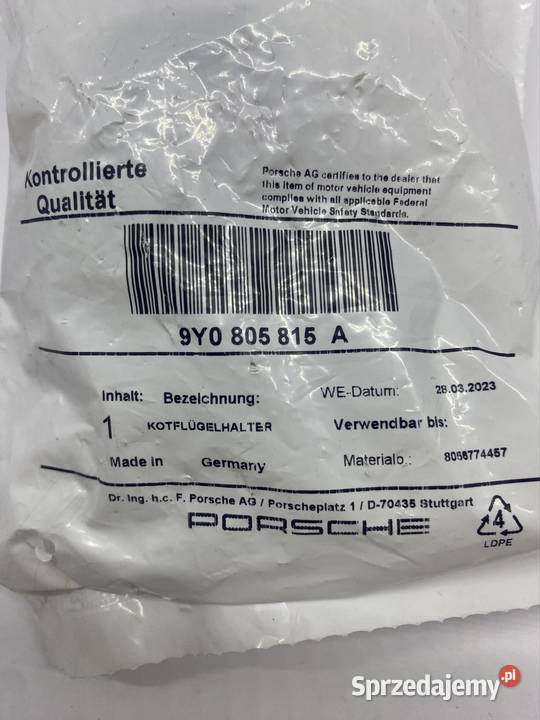 Kontrollierte
Qualität
Porsche AG certifies to the dealer that
this item of motor vehicle equipment
complies with all applicable Federal
Motor Vehicle Safety Standards.
9Y0 805 815 A
Inhalt: Bezeichnung: WE-Datum: 28.03.2023
1 KOTFLÜGELHALTER Verwendbar bis:
Made in Germany Materialb.: 8056774457
Dr. Ing. h.c. F. Porsche AG / Porscheplatz 1 / D-70435 Stuttgart
PORSCHE
4
LDPE
Sprzedajemy.pl